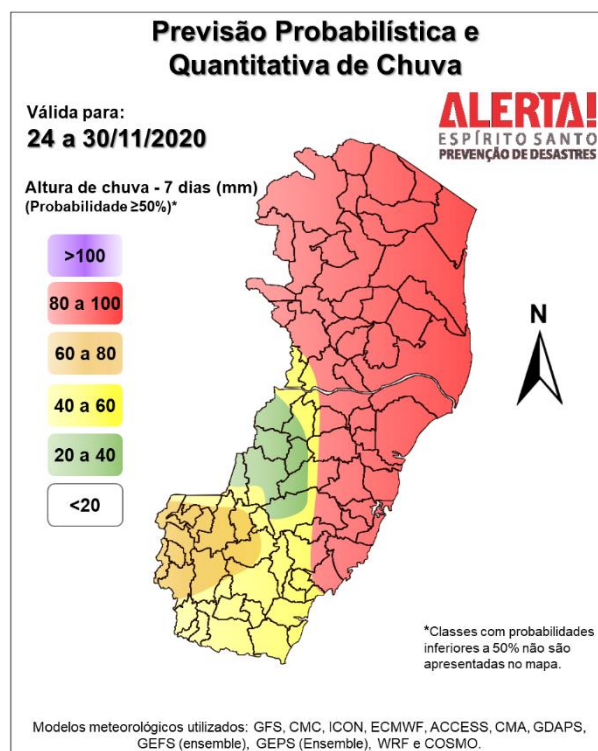 Previsão Probabilística e
Quantitativa de Chuva
Válida para:
24 a 30/11/2020
ALERTA!
ESPÍRITO SANTO
PREVENÇÃO DE DESASTRES
Altura de chuva - 7 dias (mm)
(Probabilidade ≥50%)*
>100
80 a 100
60 a 80
40 a 60
20 a 40
<20
N
*Classes com probabilidades
inferiores a 50% não são
apresentadas no mapa.
Modelos meteorológicos utilizados: GFS, CMC, ICON, ECMWF, ACCESS, CMA, GDAPS,
GEFS (ensemble), GEPS (Ensemble), WRF e COSMO.